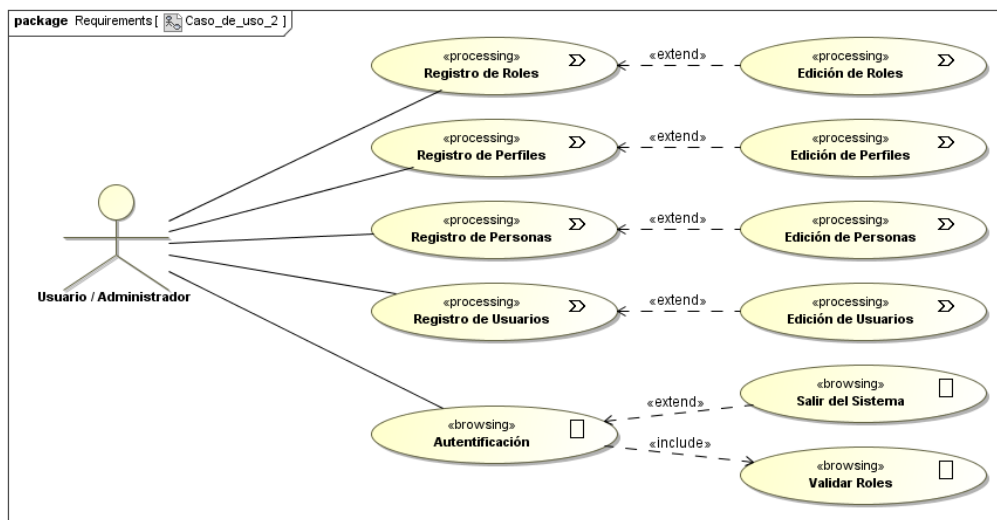 package Requirements [ Caso_de_uso_2 ]
«processing»
Registro de Roles
«extend»
«processing»
Edición de Roles
«processing»
Registro de Perfiles
«extend»
«processing»
Edición de Perfiles
«processing»
Registro de Personas
«extend»
«processing»
Edición de Personas
Usuario / Administrador
«processing»
Registro de Usuarios
«extend»
«processing»
Edición de Usuarios
«browsing»
Autentificación
«extend»
«browsing»
Salir del Sistema
«include»
«browsing»
Validar Roles